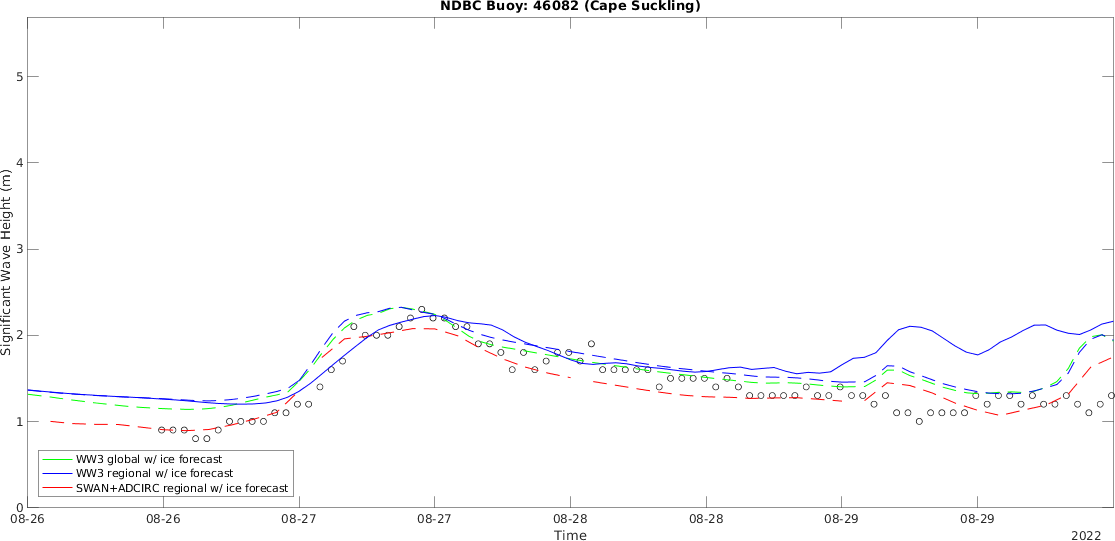 NDBC Buoy: 46082 (Cape Suckling)
5
4
3
2
1
0
Significant Wave Height (m)
WW3 global w/ ice forecast
WW3 regional w/ ice forecast
SWAN+ADCIRC regional w/ ice forecast
08-26 08-26 08-27 08-27 08-28 08-28 08-29 08-29
Time
2022